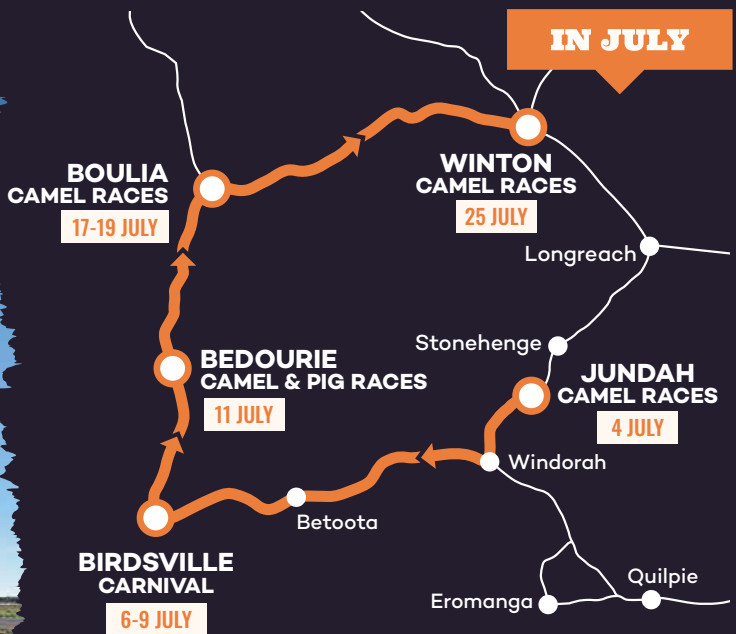 IN JULY
BOULIA
CAMEL RACES
17-19 JULY
WINTON
CAMEL RACES
25 JULY
Longreach
Stonehenge
BEDOURIE
CAMEL & PIG RACES
11 JULY
JUNDAH
CAMEL RACES
4 JULY
Windorah
Betoota
BIRDSVILLE
CARNIVAL
6-9 JULY
Eromanga
Quilpie